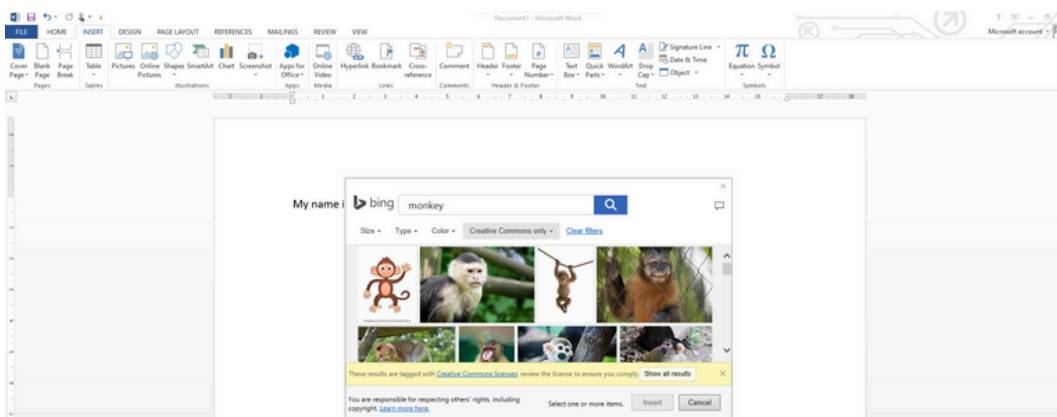 Document1 - Microsoft Word
FILE HOME INSERT DESIGN PAGE LAYOUT REFERENCES MAILINGS REVIEW VIEW Microsoft account
Cover Page Blank Page Page Break Table Pictures Online Pictures Shapes SmartArt Chart Screenshot Apps for Office Online Video Hyperlink Bookmark Cross-reference Comment Header Footer Page Number Text Box Quick Parts WordArt Drop Cap Signature Line Date & Time Object Equation Symbol
Pages Tables Illustrations Apps Media Links Comments Header & Footer Text Symbols
My name i
bing monkey
Size Type Color Creative Commons only Clear filters
These results are tagged with Creative Commons licenses; review the license to ensure you comply. Show all results
You are responsible for respecting others' rights, including
copyright. Learn more here.
Select one or more items. Insert Cancel